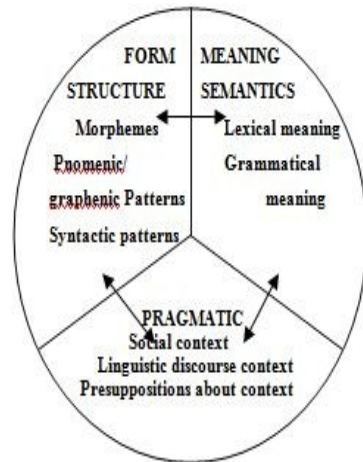 FORM
STRUCTURE
Morphemes
Pnomenic/
graphenic Patterns
Syntactic patterns
MEANING
SEMANTICS
Lexical meaning
Grammatical
meaning
PRAGMATIC
Social context
Linguistic discourse context
Presuppositions about context